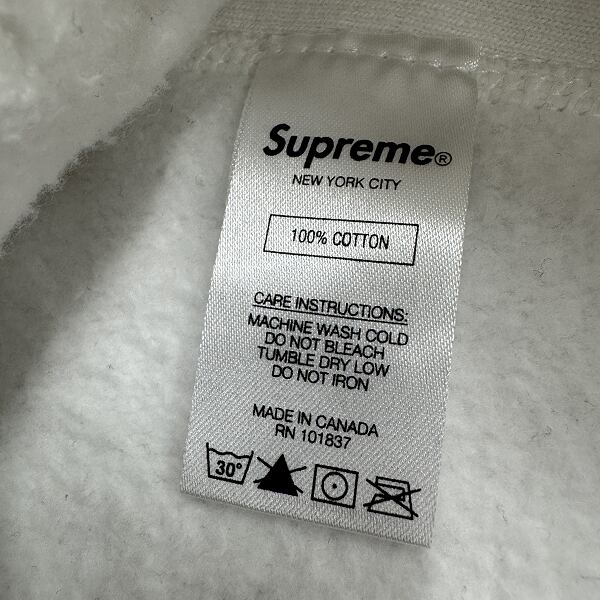 Supreme®
NEW YORK CITY
100% COTTON
CARE INSTRUCTIONS:
MACHINE WASH COLD
DO NOT BLEACH
TUMBLE DRY LOW
DO NOT IRON
MADE IN CANADA
RN 101837
30°